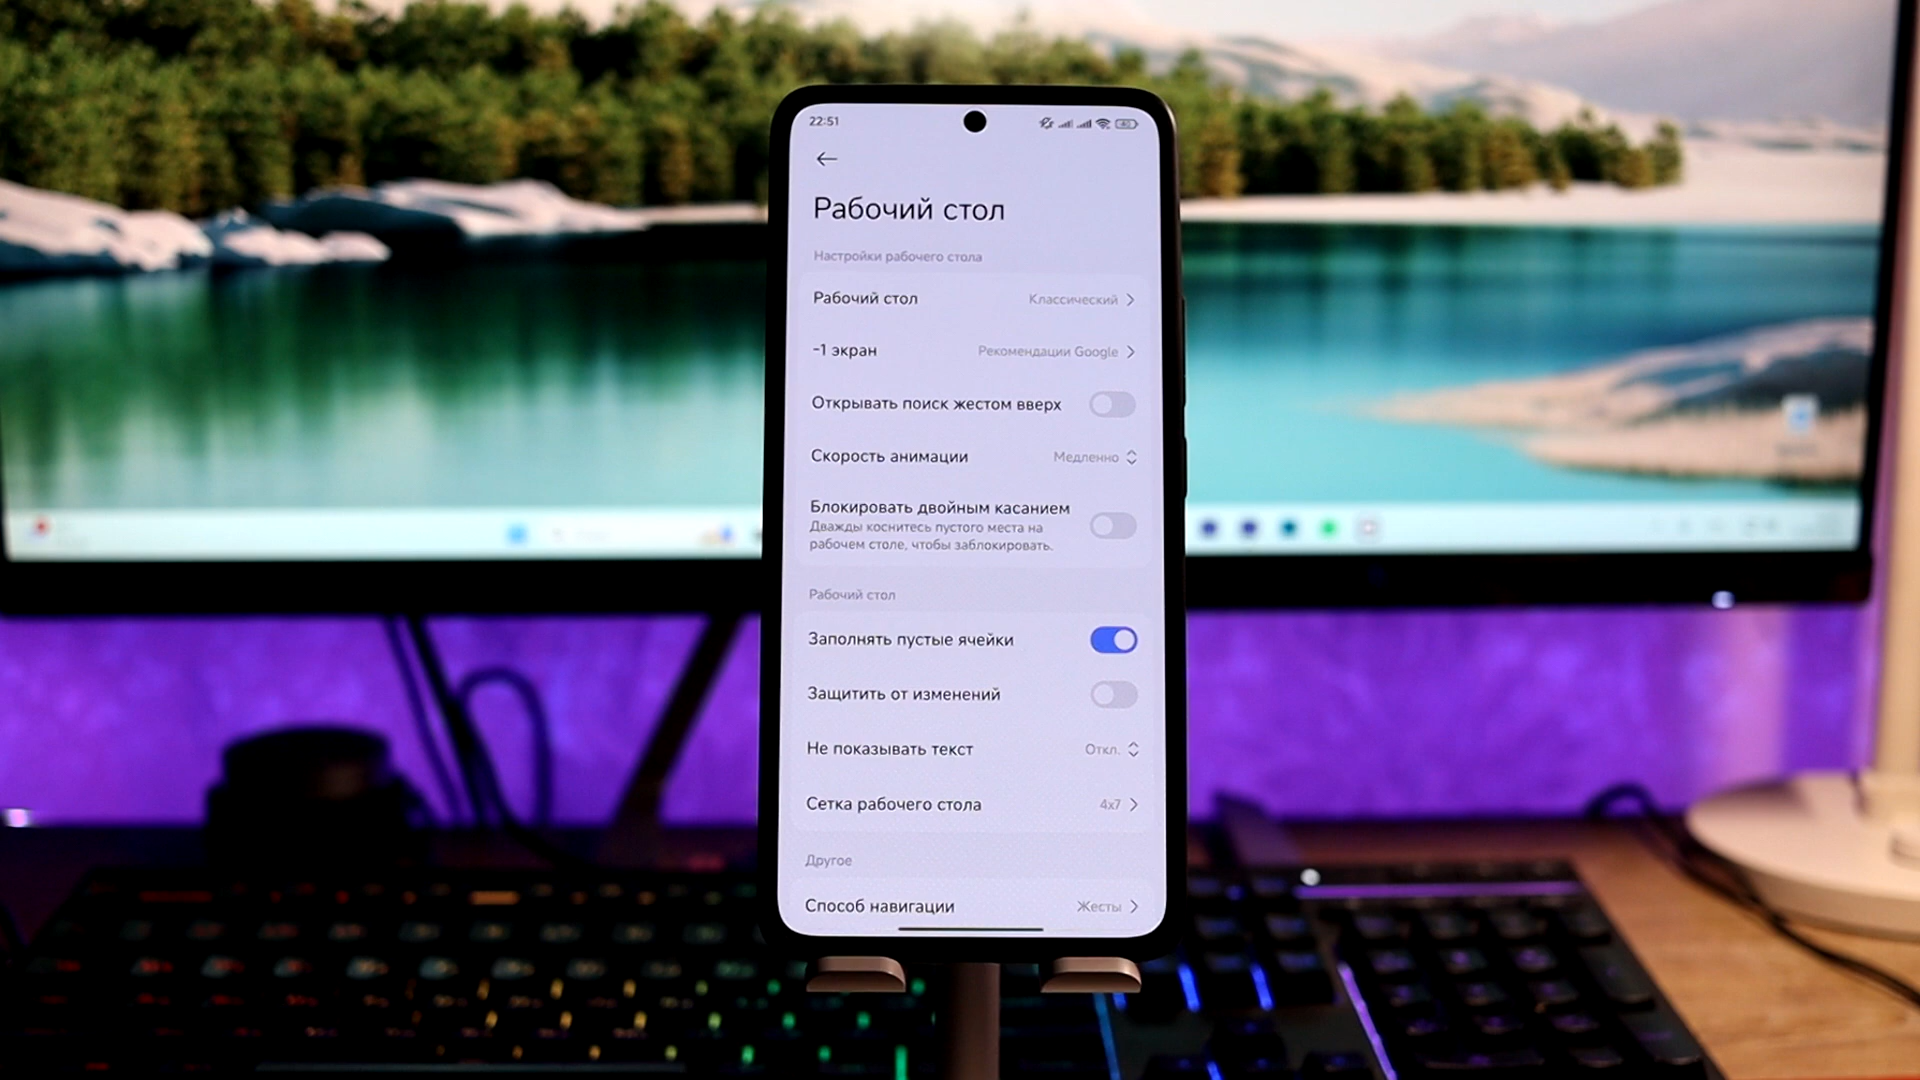 22:51
Рабочий стол
Настройки рабочего стола
Рабочий стол Классический
-1 экран Рекомендации Google
Открывать поиск жестом вверх
Скорость анимации Медленно
Блокировать двойным касанием
Дважды коснитесь пустого места на
рабочем столе, чтобы заблокировать.
Рабочий стол
Заполнять пустые ячейки
Защитить от изменений
Не показывать текст Откл.
Сетка рабочего стола 4x7
Другое
Способ навигации Жесты